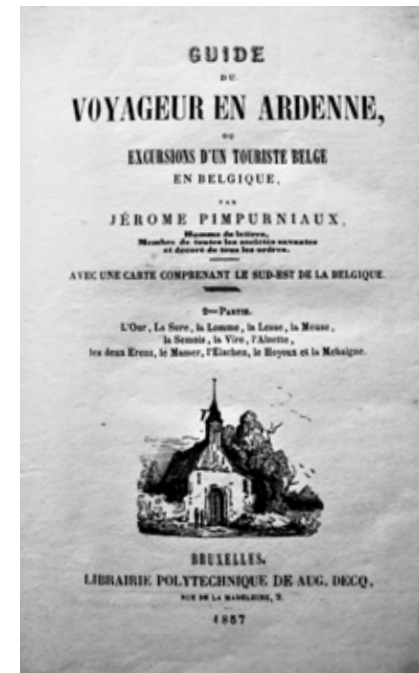 GUIDE
DU
VOYAGEUR EN ARDENNE,
OU
EXCURSIONS D'UN TOURISTE BELGE
EN BELGIQUE,
PAR
JÉROME PIMPURNIAUX,
Homme de lettres,
Membre de toutes les sociétés savantes
et décoré de tous les ordres.
AVEC UNE CARTE COMPRENANT LE SUD-EST DE LA BELGIQUE.
2me PARTIE.
L'Our, La Sure, la Lomme, la Lesse, la Meuse,
la Semois, la Vire, l'Alzette,
les deux Erens, le Mamer, l'Eischen, le Hoyoux et la Mehaigne.
BRUXELLES.
LIBRAIRIE POLYTECHNIQUE DE AUG. DECQ,
RUE DE LA MADELEINE, 9.
1857